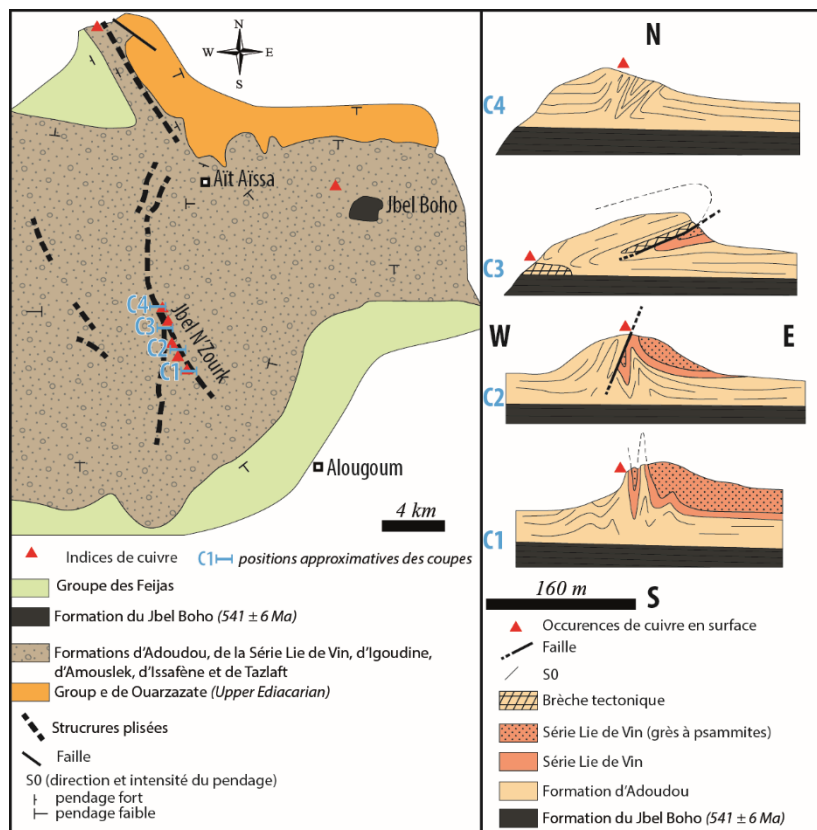 N
W E
S
Aït Aïssa
Jbel Boho
C4
C3
Jbel N'Zourk
C2
C1
Alougoum
4 km
Indices de cuivre
C1 positions approximatives des coupes
Groupe des Feijas
Formation du Jbel Boho (541 ± 6 Ma)
Formations d'Adoudou, de la Série Lie de Vin, d'Igoudine,
d'Amouslek, d'Issafène et de Tazlaft
Group e de Ouarzazate (Upper Ediacarian)
Strucrures plisées
Faille
S0 (direction et intensité du pendage)
pendage fort
pendage faible
N
C4
C3
W E
C2
C1
160 m S
Occurences de cuivre en surface
Faille
S0
Brèche tectonique
Série Lie de Vin (grès à psammites)
Série Lie de Vin
Formation d'Adoudou
Formation du Jbel Boho (541 ± 6 Ma)